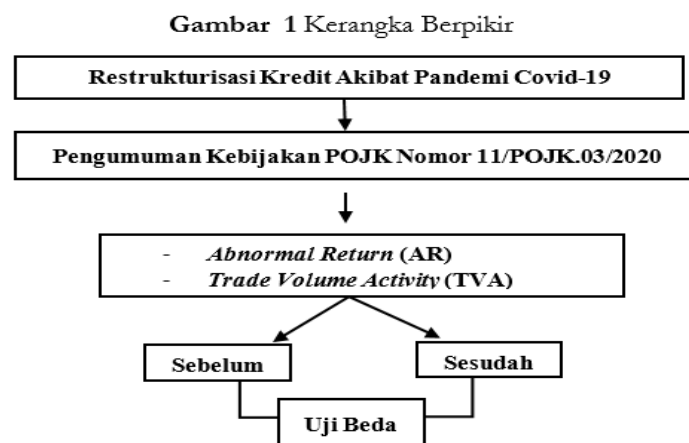 Gambar 1 Kerangka Berpikir
Restrukturisasi Kredit Akibat Pandemi Covid-19
Pengumuman Kebijakan POJK Nomor 11/POJK.03/2020
- Abnormal Return (AR)
- Trade Volume Activity (TVA)
Sebelum
Sesudah
Uji Beda